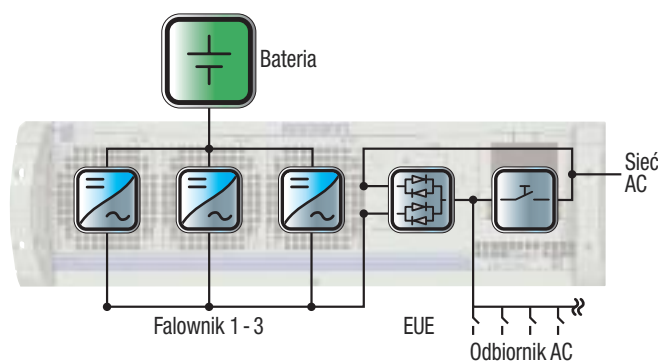 Bateria
Sieć
AC
Falownik 1 - 3
EUE
Odbiornik AC